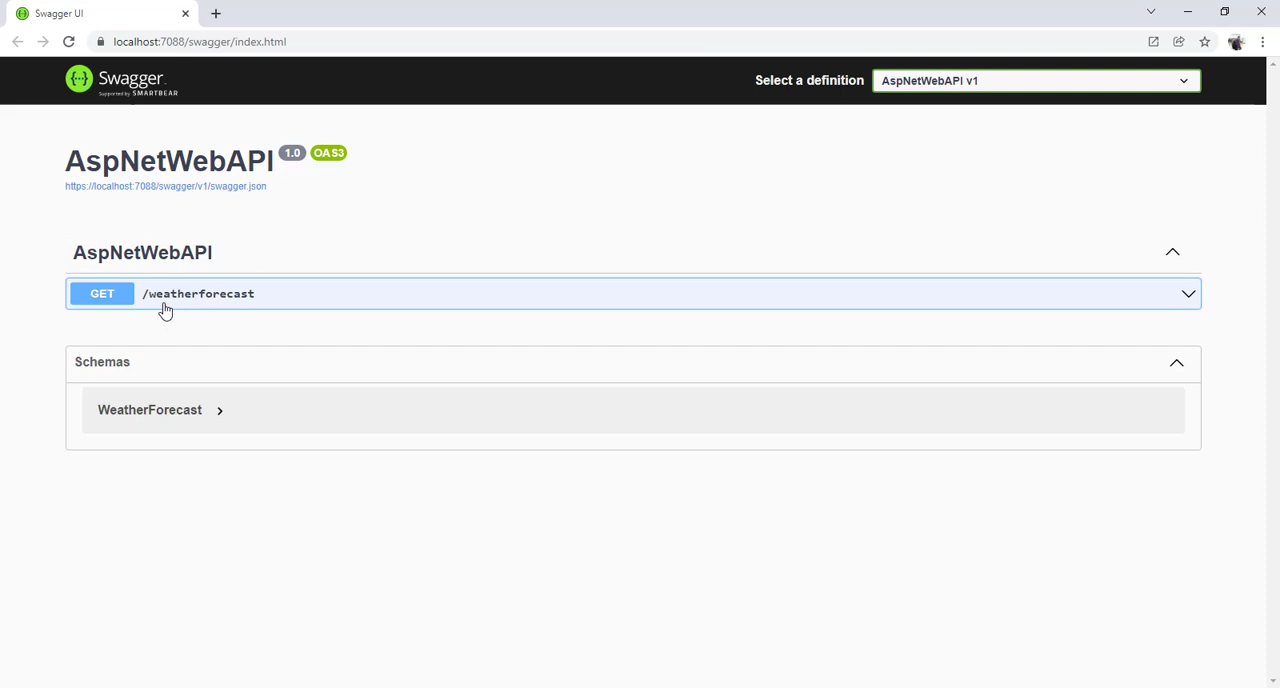 Swagger UI
localhost:7088/swagger/index.html
{···} Swagger.
Supported by SMARTBEAR
Select a definition AspNetWebAPI v1
AspNetWebAPI 1.0 OAS3
https://localhost:7088/swagger/v1/swagger.json
AspNetWebAPI
GET /weatherforecast
Schemas
WeatherForecast